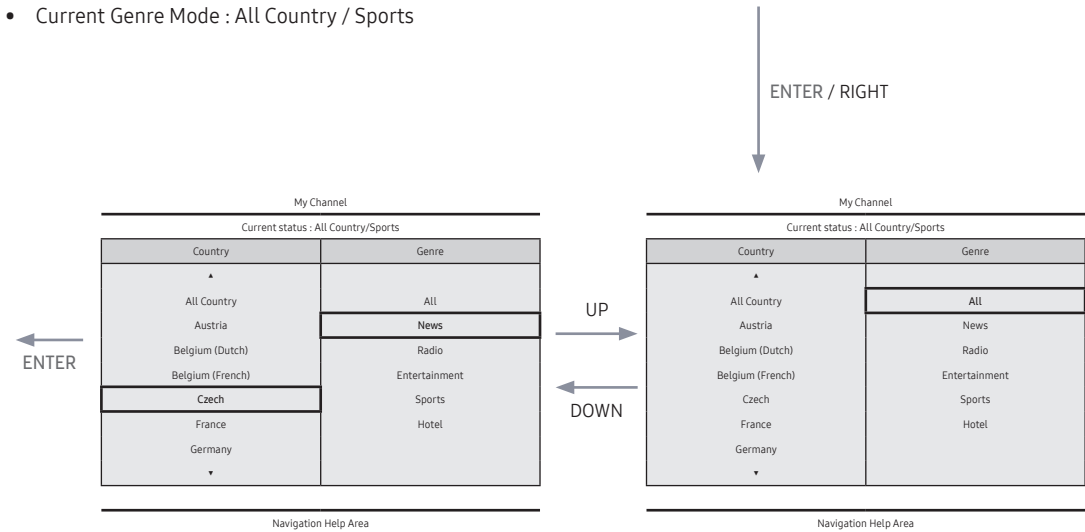 • Current Genre Mode : All Country / Sports
ENTER / RIGHT
My Channel
Current status : All Country/Sports
Country Genre
▲
All Country All
Austria News
Belgium (Dutch) Radio
Belgium (French) Entertainment
Czech Sports
France Hotel
Germany
▼
Navigation Help Area
ENTER
UP
DOWN
My Channel
Current status : All Country/Sports
Country Genre
▲
All Country All
Austria News
Belgium (Dutch) Radio
Belgium (French) Entertainment
Czech Sports
France Hotel
Germany
▼
Navigation Help Area